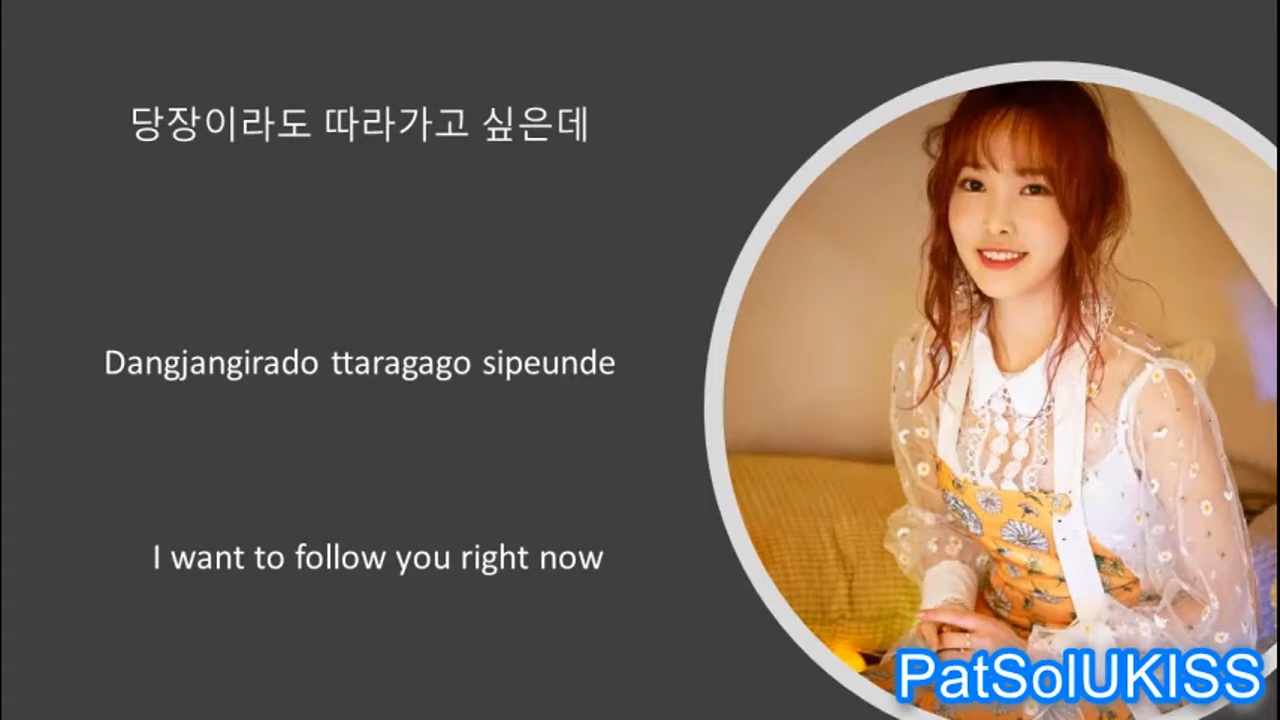 당장이라도 따라가고 싶은데
Dangjangirado ttaragago sipeunde
I want to follow you right now
PatSolUKISS